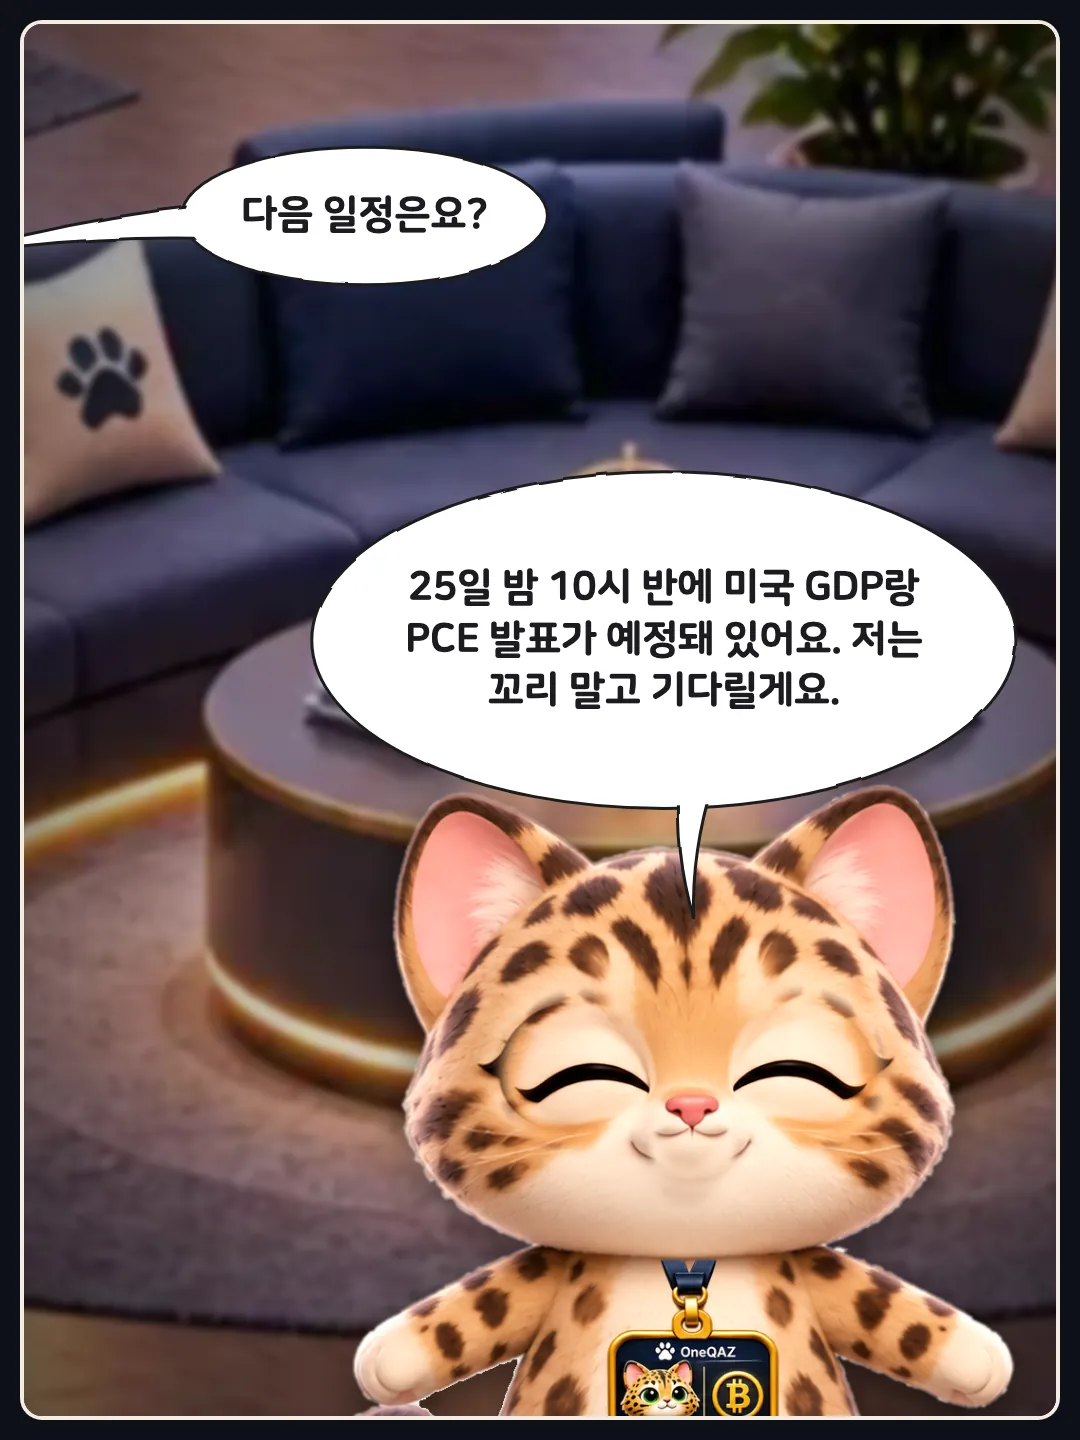 다음 일정은요?
25일 밤 10시 반에 미국 GDP랑
PCE 발표가 예정돼 있어요. 저는
꼬리 말고 기다릴게요.
OneQAZ